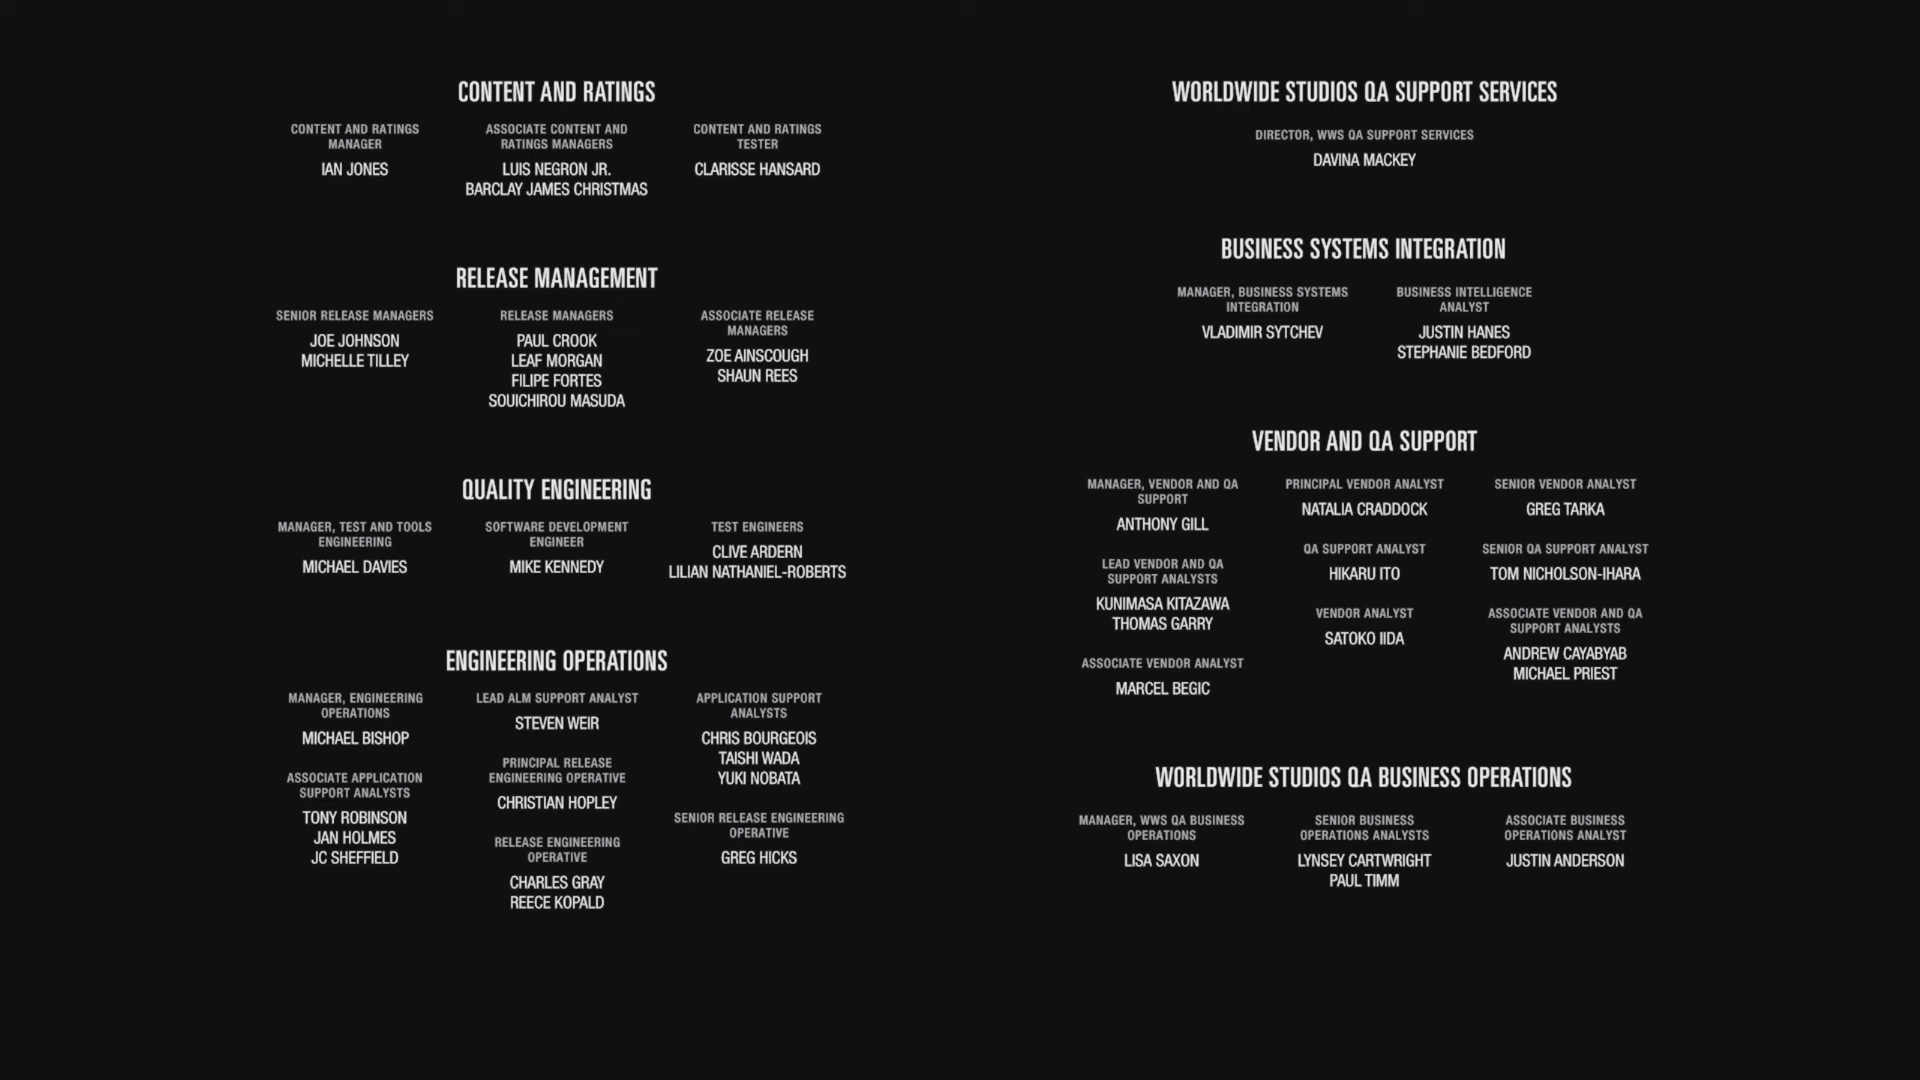 CONTENT AND RATINGS
CONTENT AND RATINGS
MANAGER
IAN JONES
ASSOCIATE CONTENT AND
RATINGS MANAGERS
LUIS NEGRON JR.
BARCLAY JAMES CHRISTMAS
CONTENT AND RATINGS
TESTER
CLARISSE HANSARD
RELEASE MANAGEMENT
SENIOR RELEASE MANAGERS
JOE JOHNSON
MICHELLE TILLEY
RELEASE MANAGERS
PAUL CROOK
LEAF MORGAN
FILIPE FORTES
SOUICHIROU MASUDA
ASSOCIATE RELEASE
MANAGERS
ZOE AINSCOUGH
SHAUN REES
QUALITY ENGINEERING
MANAGER, TEST AND TOOLS
ENGINEERING
MICHAEL DAVIES
SOFTWARE DEVELOPMENT
ENGINEER
MIKE KENNEDY
TEST ENGINEERS
CLIVE ARDERN
LILIAN NATHANIEL-ROBERTS
ENGINEERING OPERATIONS
MANAGER, ENGINEERING
OPERATIONS
MICHAEL BISHOP
ASSOCIATE APPLICATION
SUPPORT ANALYSTS
TONY ROBINSON
JAN HOLMES
JC SHEFFIELD
LEAD ALM SUPPORT ANALYST
STEVEN WEIR
PRINCIPAL RELEASE
ENGINEERING OPERATIVE
CHRISTIAN HOPLEY
RELEASE ENGINEERING
OPERATIVE
CHARLES GRAY
REECE KOPALD
APPLICATION SUPPORT
ANALYSTS
CHRIS BOURGEOIS
TAISHI WADA
YUKI NOBATA
SENIOR RELEASE ENGINEERING
OPERATIVE
GREG HICKS
WORLDWIDE STUDIOS QA SUPPORT SERVICES
DIRECTOR, WWS QA SUPPORT SERVICES
DAVINA MACKEY
BUSINESS SYSTEMS INTEGRATION
MANAGER, BUSINESS SYSTEMS
INTEGRATION
VLADIMIR SYTCHEV
BUSINESS INTELLIGENCE
ANALYST
JUSTIN HANES
STEPHANIE BEDFORD
VENDOR AND QA SUPPORT
MANAGER, VENDOR AND QA
SUPPORT
ANTHONY GILL
LEAD VENDOR AND QA
SUPPORT ANALYSTS
KUNIMASA KITAZAWA
THOMAS GARRY
ASSOCIATE VENDOR ANALYST
MARCEL BEGIC
PRINCIPAL VENDOR ANALYST
NATALIA CRADDOCK
QA SUPPORT ANALYST
HIKARU ITO
VENDOR ANALYST
SATOKO IIDA
SENIOR VENDOR ANALYST
GREG TARKA
SENIOR QA SUPPORT ANALYST
TOM NICHOLSON-IHARA
ASSOCIATE VENDOR AND QA
SUPPORT ANALYSTS
ANDREW CAYABYAB
MICHAEL PRIEST
WORLDWIDE STUDIOS QA BUSINESS OPERATIONS
MANAGER, WWS QA BUSINESS
OPERATIONS
LISA SAXON
SENIOR BUSINESS
OPERATIONS ANALYSTS
LYNSEY CARTWRIGHT
PAUL TIMM
ASSOCIATE BUSINESS
OPERATIONS ANALYST
JUSTIN ANDERSON